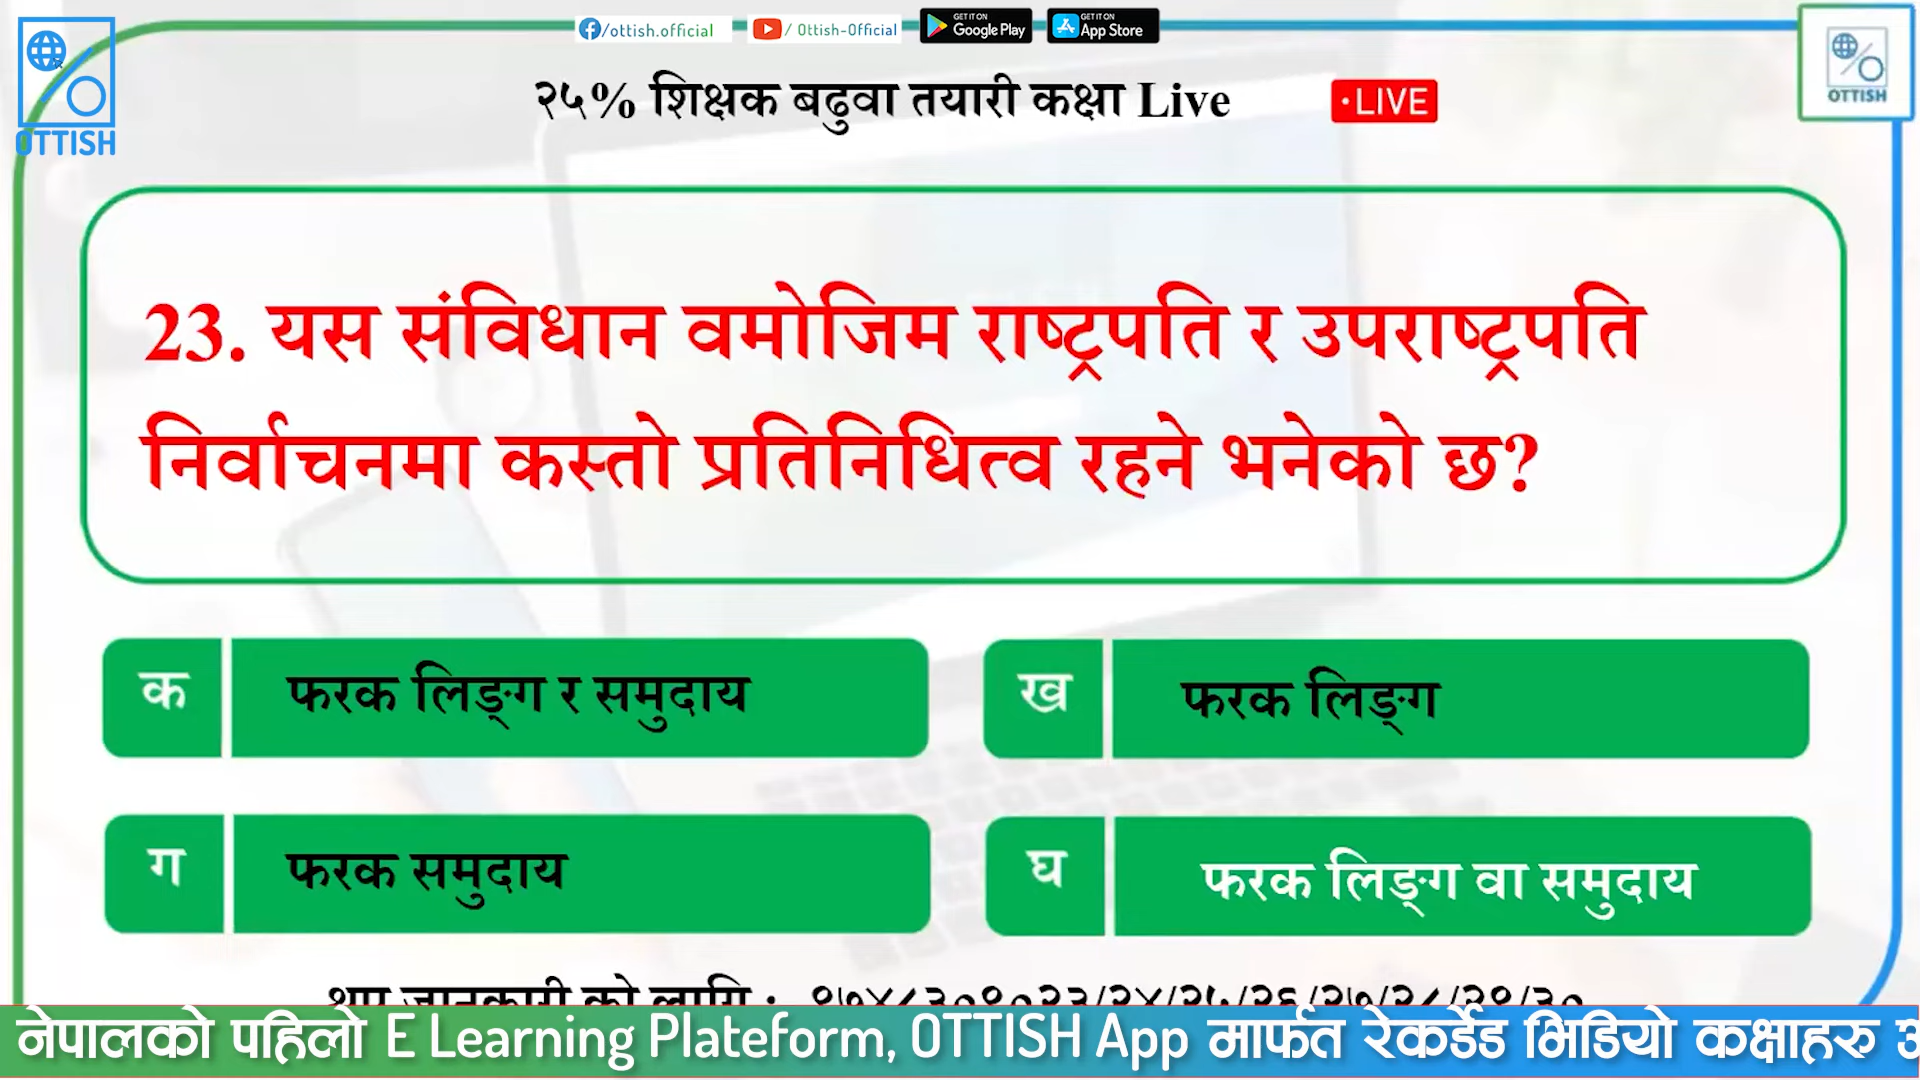 OTTISH
/ottish.official
/ Ottish-Official
GET IT ON
Google Play
GET IT ON
App Store
OTTISH
२५% शिक्षक बढुवा तयारी कक्षा Live
• LIVE
23. यस संविधान वमोजिम राष्ट्रपति र उपराष्ट्रपति
निर्वाचनमा कस्तो प्रतिनिधित्व रहने भनेको छ?
क फरक लिङ्ग र समुदाय
ख फरक लिङ्ग
ग फरक समुदाय
घ फरक लिङ्ग वा समुदाय
थप जानकारी को लागि :
नेपालको पहिलो E Learning Plateform, OTTISH App मार्फत रेकर्डेड भिडियो कक्षाहरु